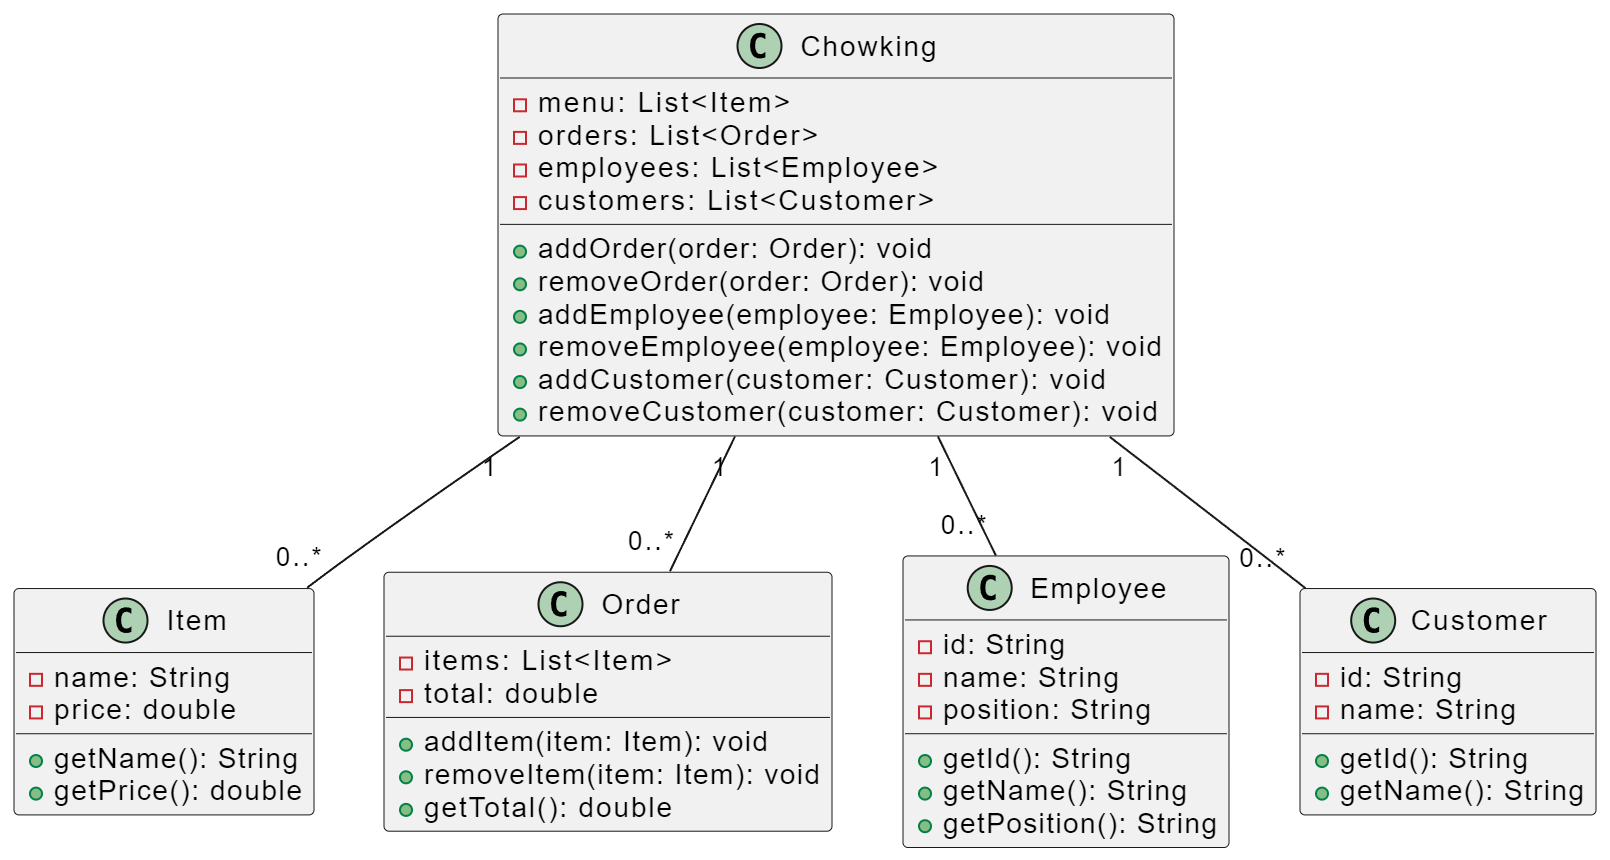 C Chowking
menu: List<Item>
orders: List<Order>
employees: List<Employee>
customers: List<Customer>
addOrder(order: Order): void
removeOrder(order: Order): void
addEmployee(employee: Employee): void
removeEmployee(employee: Employee): void
addCustomer(customer: Customer): void
removeCustomer(customer: Customer): void
1 1 1 1
0..* 0..* 0..* 0..*
C Item
name: String
price: double
getName(): String
getPrice(): double
C Order
items: List<Item>
total: double
addItem(item: Item): void
removeItem(item: Item): void
getTotal(): double
C Employee
id: String
name: String
position: String
getId(): String
getName(): String
getPosition(): String
C Customer
id: String
name: String
getId(): String
getName(): String